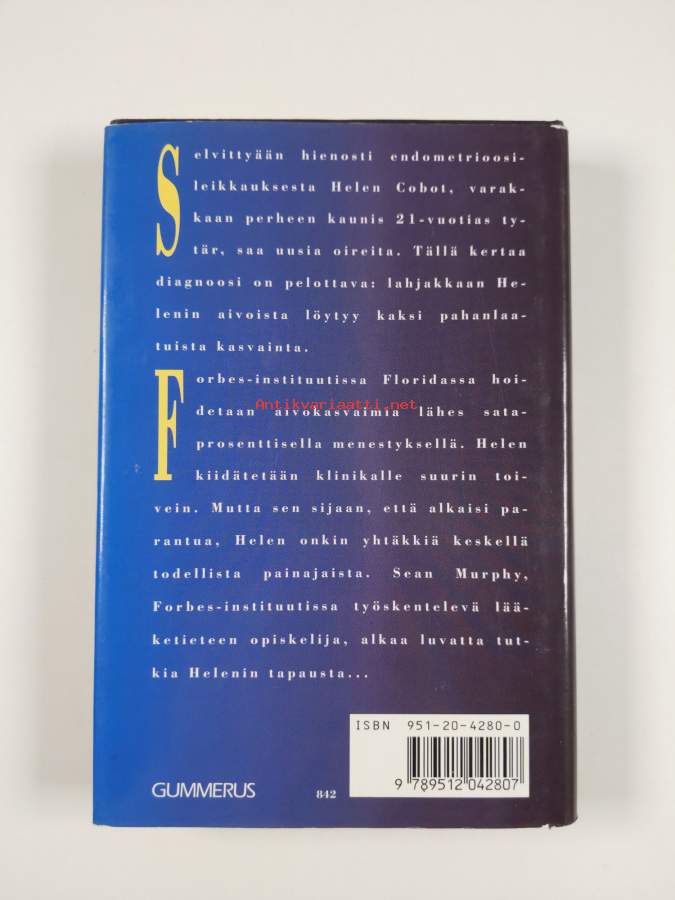 Selvittyään hienosti endometrioosi-
leikkauksesta Helen Cobot, varak-
kaan perheen kaunis 21-vuotias ty-
tär, saa uusia oireita. Tällä kertaa
diagnoosi on pelottava: lahjakkaan He-
lenin aivoista löytyy kaksi pahanlaa-
tuista kasvainta.
Forbes-instituutissa Floridassa hoi-
detaan aivokasvaimia lähes sata-
Antikvariaatti.net
prosenttisella menestyksellä. Helen
kiidätetään klinikalle suurin toi-
vein. Mutta sen sijaan, että alkaisi pa-
rantua, Helen onkin yhtäkkiä keskellä
todellista painajaista. Sean Murphy,
Forbes-instituutissa työskentelevä lää-
ketieteen opiskelija, alkaa luvatta tut-
kia Helenin tapausta...
ISBN 951-20-4280-0
9 789512 042807
GUMMERUS
842